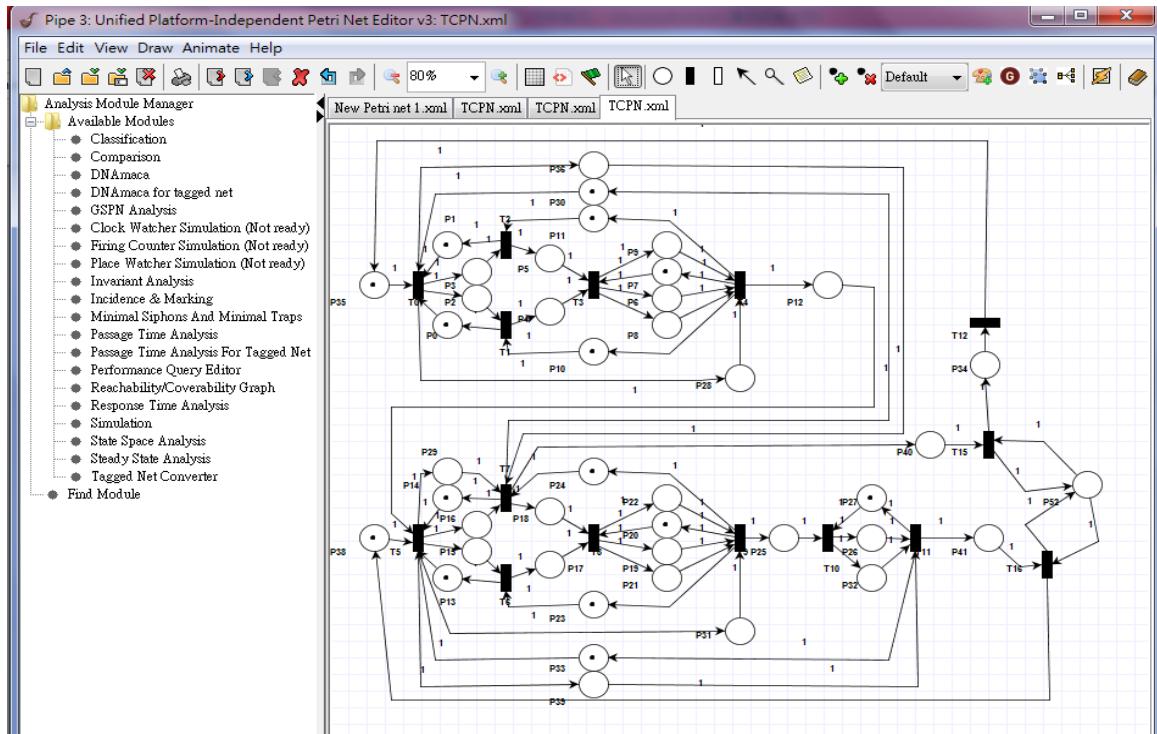 Pipe 3: Unified Platform-Independent Petri Net Editor v3: TCPN.xml
File Edit View Draw Animate Help
80%
Default
Analysis Module Manager
Available Modules
Classification
Comparison
DNAmaca
DNAmaca for tagged net
GSPN Analysis
Clock Watcher Simulation (Not ready)
Firing Counter Simulation (Not ready)
Place Watcher Simulation (Not ready)
Invariant Analysis
Incidence & Marking
Minimal Siphons And Minimal Traps
Passage Time Analysis
Passage Time Analysis For Tagged Net
Performance Query Editor
Reachability/Coverability Graph
Response Time Analysis
Simulation
State Space Analysis
Steady State Analysis
Tagged Net Converter
Find Module
New Petri net 1.xml TCPN.xml TCPN.xml TCPN.xml
P36
P30
P1 T2
P11
P5 P9
P3
P35 P2 T3 P7 P12
P6
P0 P8
T1
P10
P28
T12
P34
P40 T15
P29
P14 T7 P24
P16 P18 P22 P27
P20 P52
P38 T5 P15 P25 P26 P41
P17 P19 T10 T16
P13 T6 P21 P32
P23
P31
P33
P39